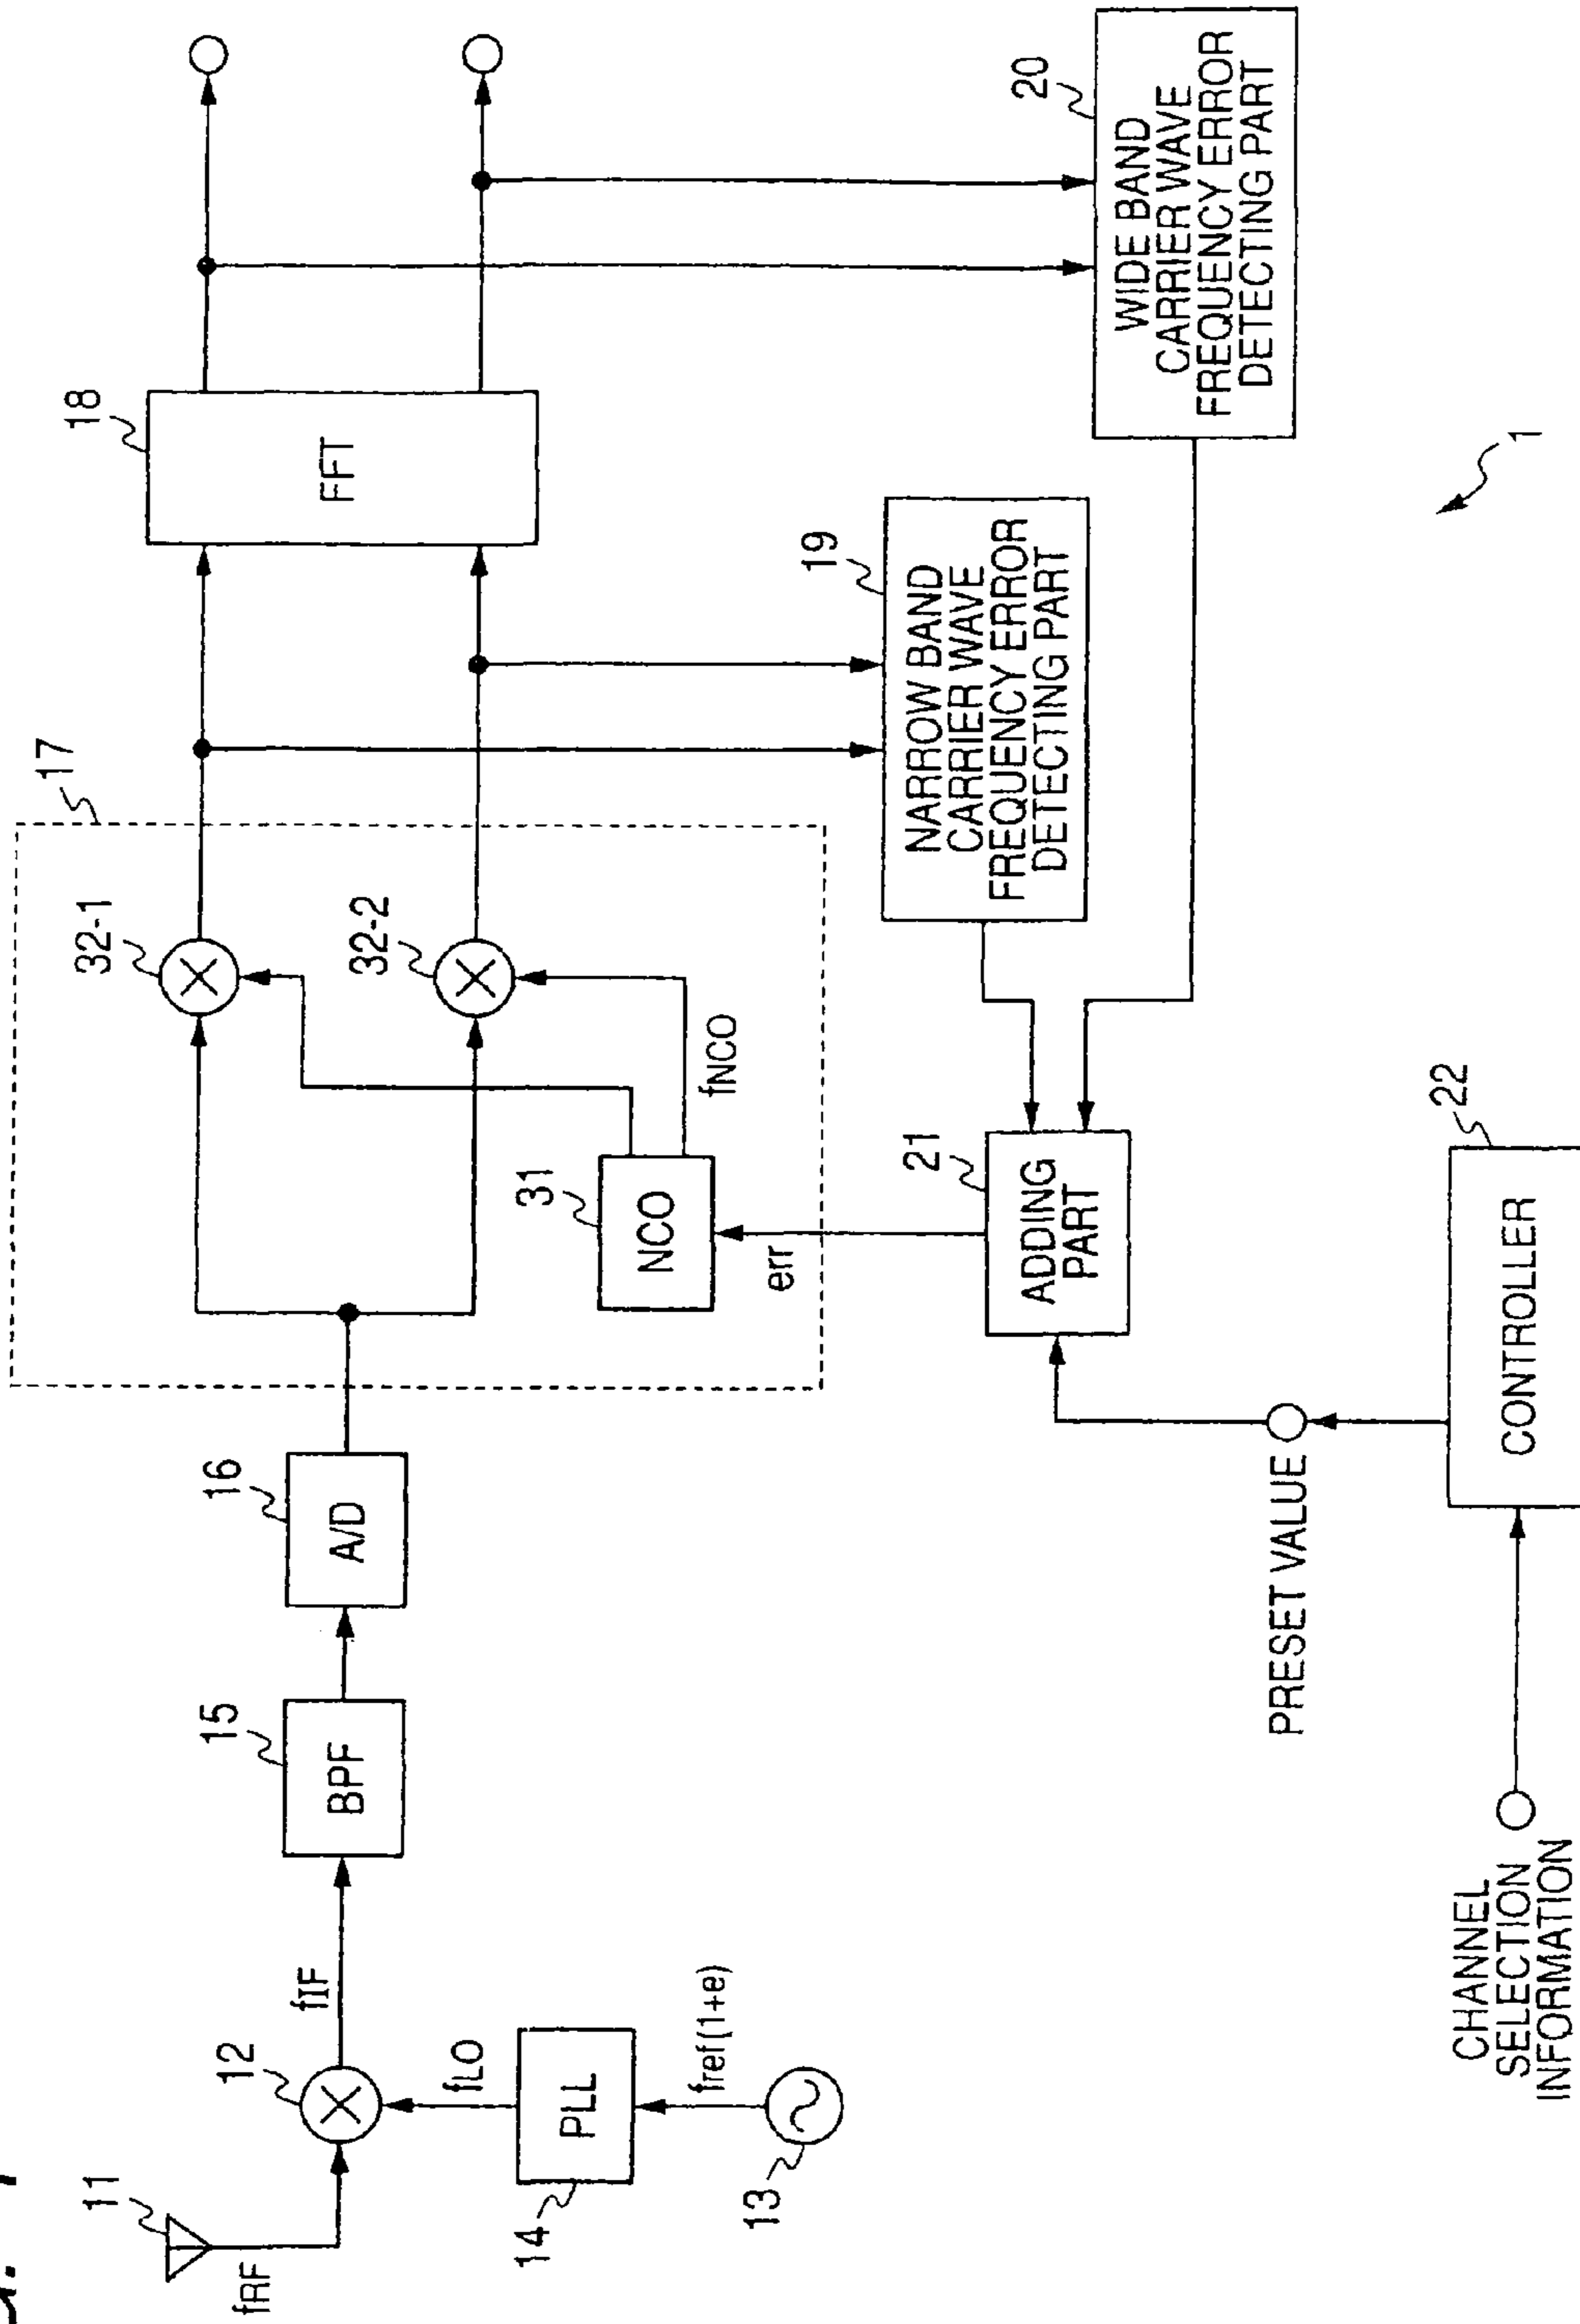 11
fRF
12
fIF
fLO
14
PLL
fref(1+e)
13
15
BPF
16
A/D
17
32-1
32-2
31
NCO
fNCO
err
18
FFT
19
NARROW BAND
CARRIER WAVE
FREQUENCY ERROR
DETECTING PART
20
WIDE BAND
CARRIER WAVE
FREQUENCY ERROR
DETECTING PART
21
ADDING
PART
PRESET VALUE
22
CONTROLLER
CHANNEL
SELECTION
INFORMATION
1